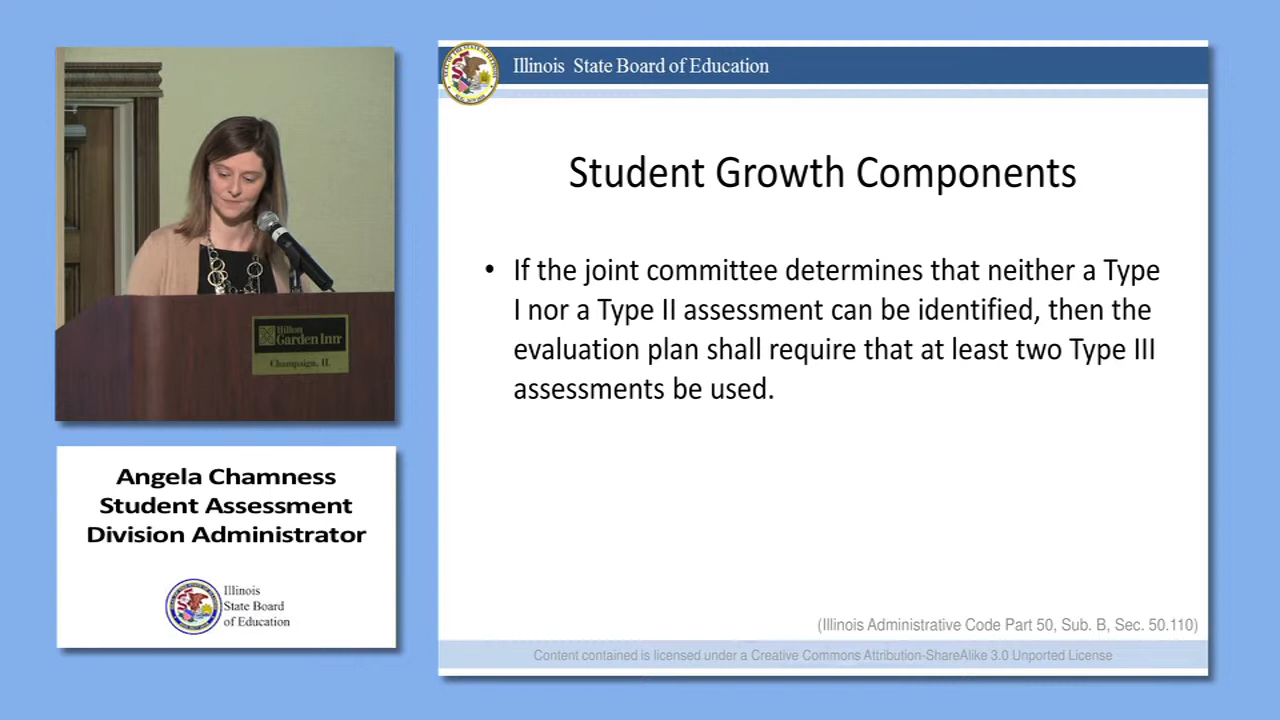 Hilton
Garden Inn
Champaign, IL
Angela Chamness
Student Assessment
Division Administrator
Illinois
State Board
of Education
Illinois State Board of Education
Student Growth Components
• If the joint committee determines that neither a Type
I nor a Type II assessment can be identified, then the
evaluation plan shall require that at least two Type III
assessments be used.
(Illinois Administrative Code Part 50, Sub. B, Sec. 50.110)
Content contained is licensed under a Creative Commons Attribution-ShareAlike 3.0 Unported License